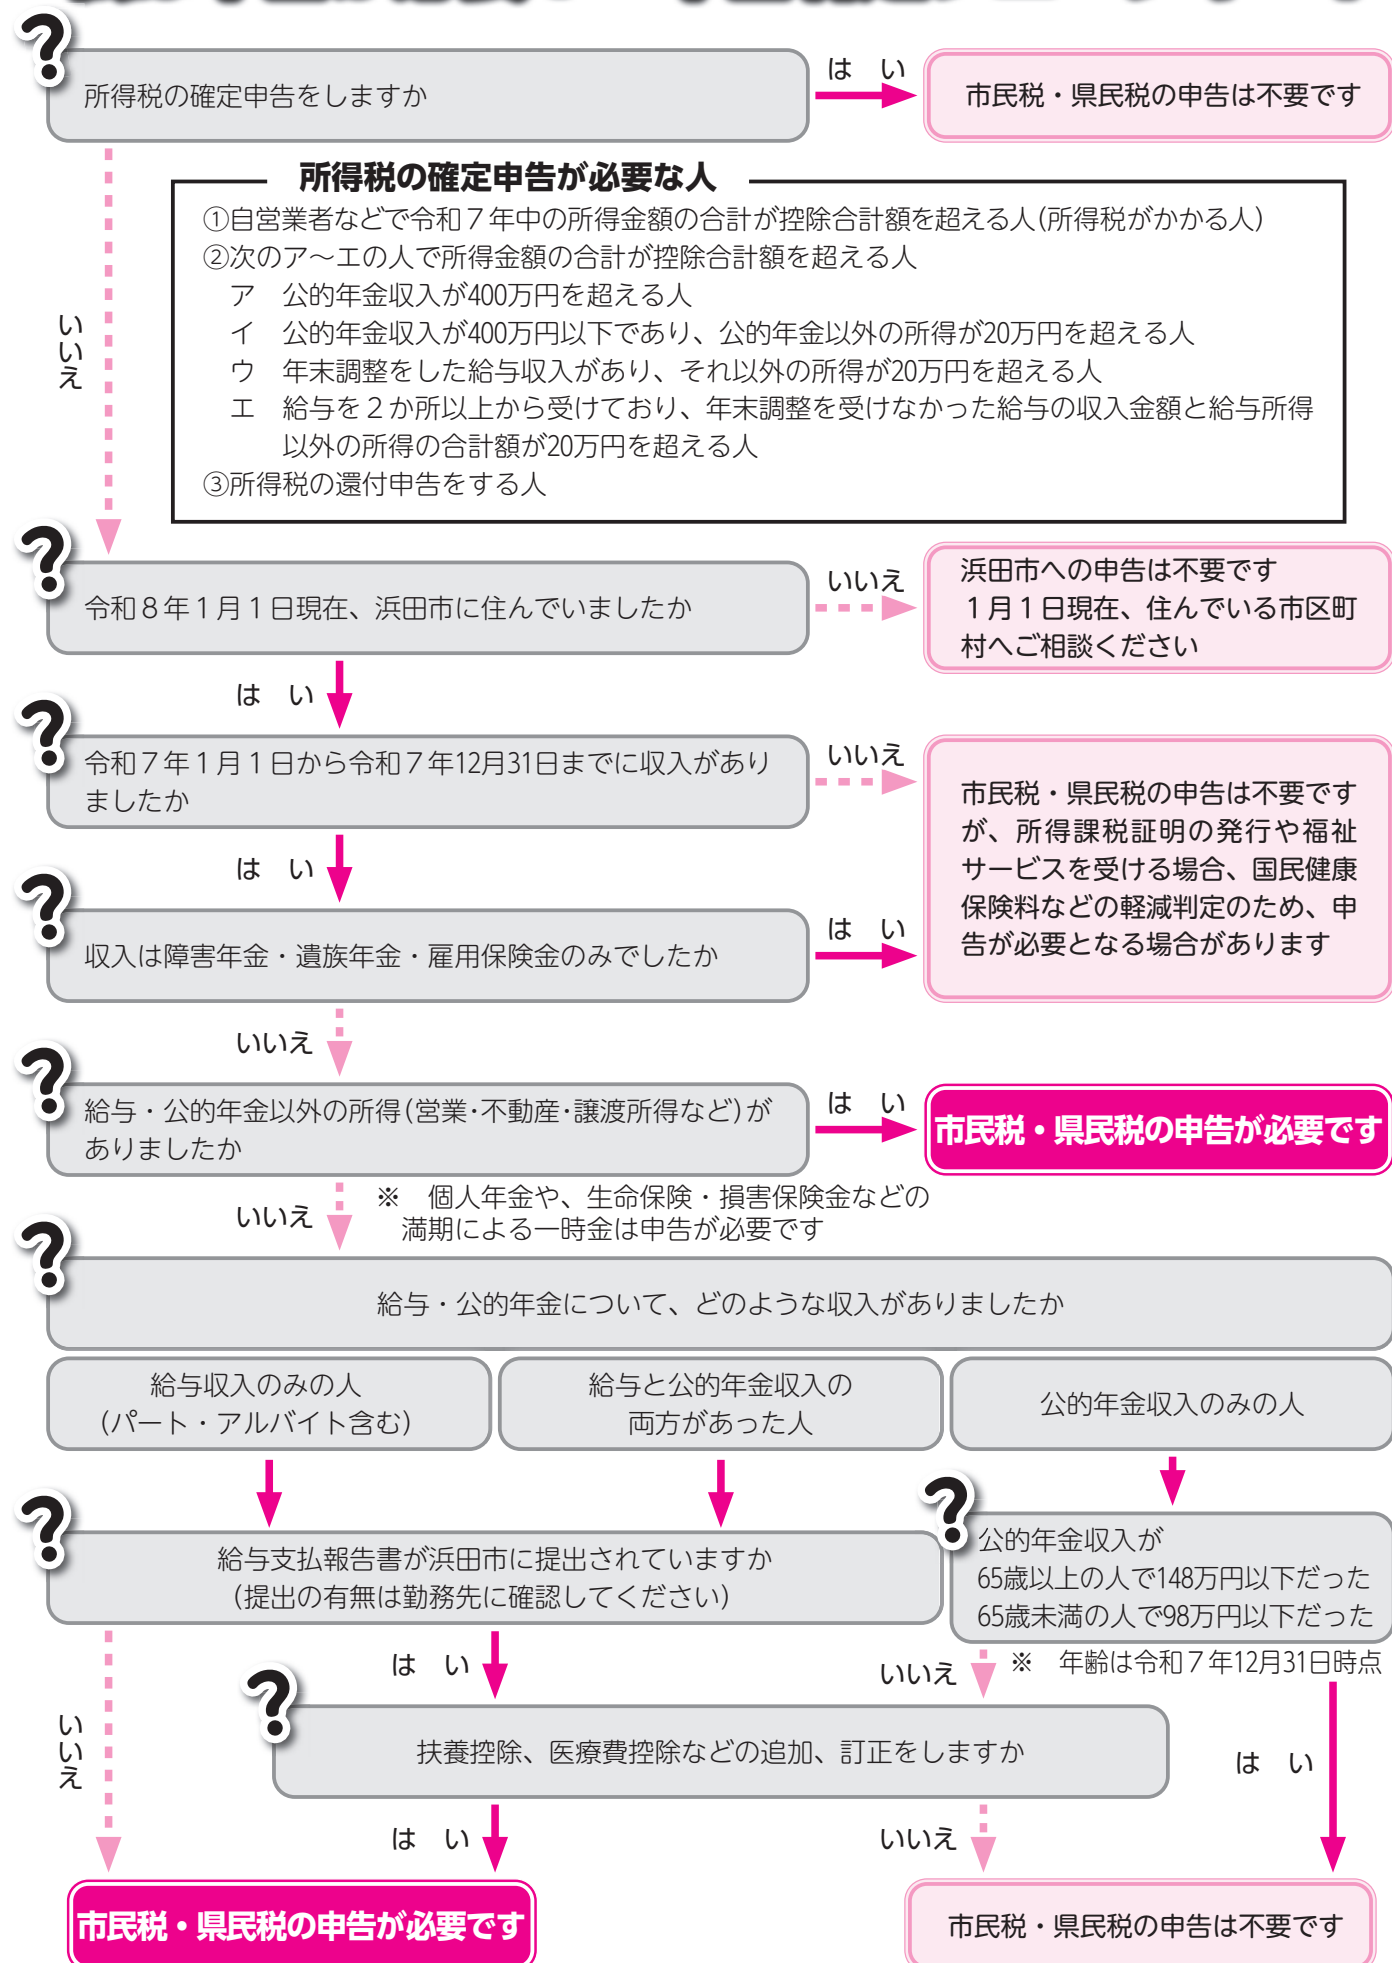 所得税の確定申告をしますか
は い
市民税・県民税の申告は不要です
所得税の確定申告が必要な人
①自営業者などで令和７年中の所得金額の合計が控除合計額を超える人(所得税がかかる人)
②次のア～エの人で所得金額の合計が控除合計額を超える人
ア 公的年金収入が400万円を超える人
イ 公的年金収入が400万円以下であり、公的年金以外の所得が20万円を超える人
ウ 年末調整をした給与収入があり、それ以外の所得が20万円を超える人
エ 給与を２か所以上から受けており、年末調整を受けなかった給与の収入金額と給与所得
以外の所得の合計額が20万円を超える人
③所得税の還付申告をする人
いいえ
令和８年１月１日現在、浜田市に住んでいましたか
いいえ
浜田市への申告は不要です
１月１日現在、住んでいる市区町
村へご相談ください
は い
令和７年１月１日から令和７年12月31日までに収入があり
ましたか
いいえ
市民税・県民税の申告は不要です
が、所得課税証明の発行や福祉
サービスを受ける場合、国民健康
保険料などの軽減判定のため、申
告が必要となる場合があります
は い
収入は障害年金・遺族年金・雇用保険金のみでしたか
は い
いいえ
給与・公的年金以外の所得(営業・不動産・譲渡所得など)が
ありましたか
は い
市民税・県民税の申告が必要です
いいえ
※ 個人年金や、生命保険・損害保険金などの
満期による一時金は申告が必要です
給与・公的年金について、どのような収入がありましたか
給与収入のみの人
(パート・アルバイト含む)
給与と公的年金収入の
両方があった人
公的年金収入のみの人
給与支払報告書が浜田市に提出されていますか
(提出の有無は勤務先に確認してください)
公的年金収入が
65歳以上の人で148万円以下だった
65歳未満の人で98万円以下だった
※ 年齢は令和７年12月31日時点
は い
いいえ
いいえ
扶養控除、医療費控除などの追加、訂正をしますか
は い
は い
いいえ
市民税・県民税の申告が必要です
市民税・県民税の申告は不要です